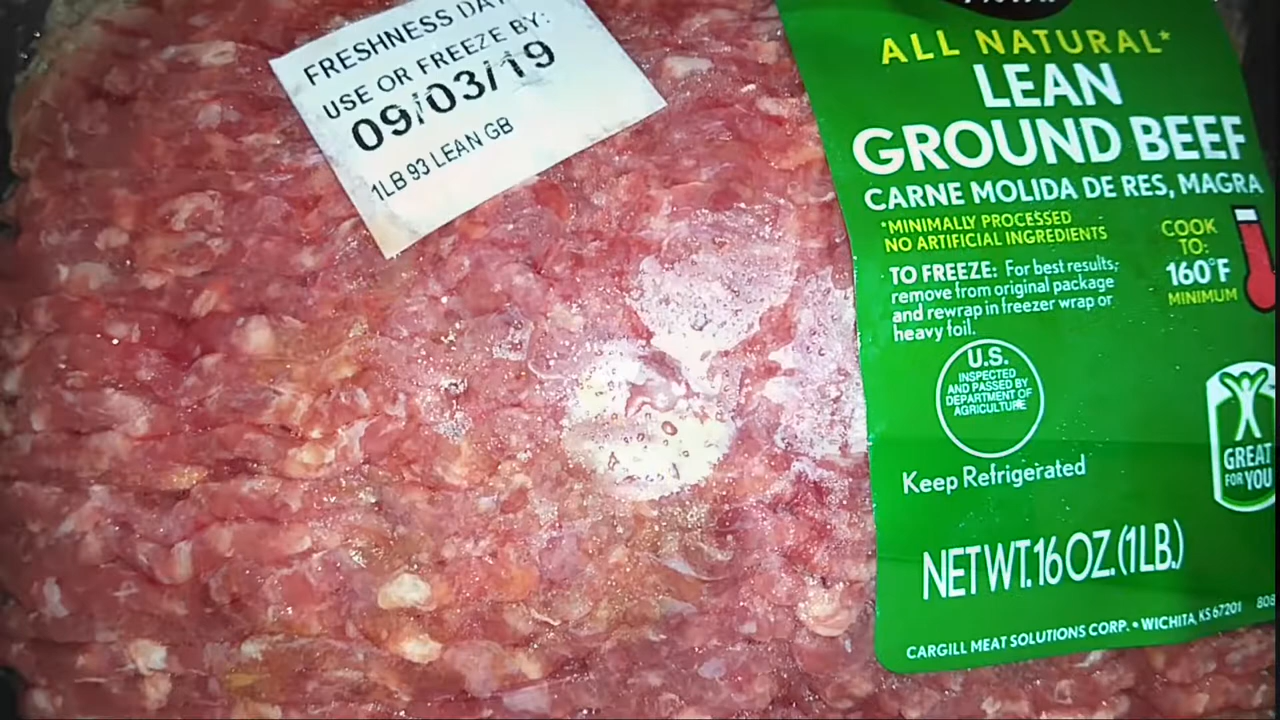 FRESHNESS
USE OR FREEZE BY:
09/03/19
1LB 93 LEAN GB
ALL NATURAL*
LEAN
GROUND BEEF
CARNE MOLIDA DE RES, MAGRA
*MINIMALLY PROCESSED
NO ARTIFICIAL INGREDIENTS
COOK
TO:
160°F
MINIMUM
TO FREEZE: For best results,
remove from original package
and rewrap in freezer wrap or
heavy foil.
U.S.
INSPECTED
AND PASSED BY
DEPARTMENT OF
AGRICULTURE
Keep Refrigerated
GREAT
FOR YOU
NET WT. 16 OZ. (1 LB.)
CARGILL MEAT SOLUTIONS CORP. • WICHITA, KS 67201